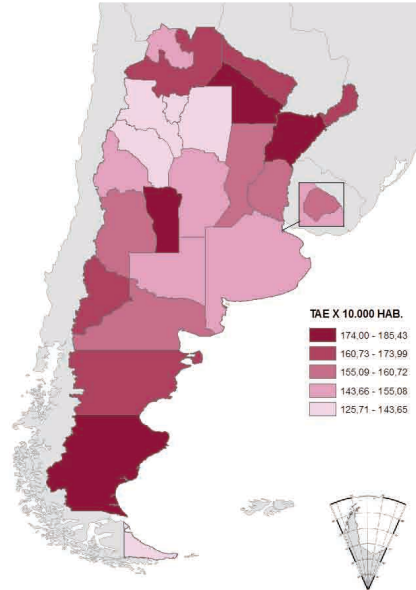 TAE X 10.000 HAB.
174,00 - 185,43
160,73 - 173,99
155,09 - 160,72
143,66 - 155,08
125,71 - 143,65